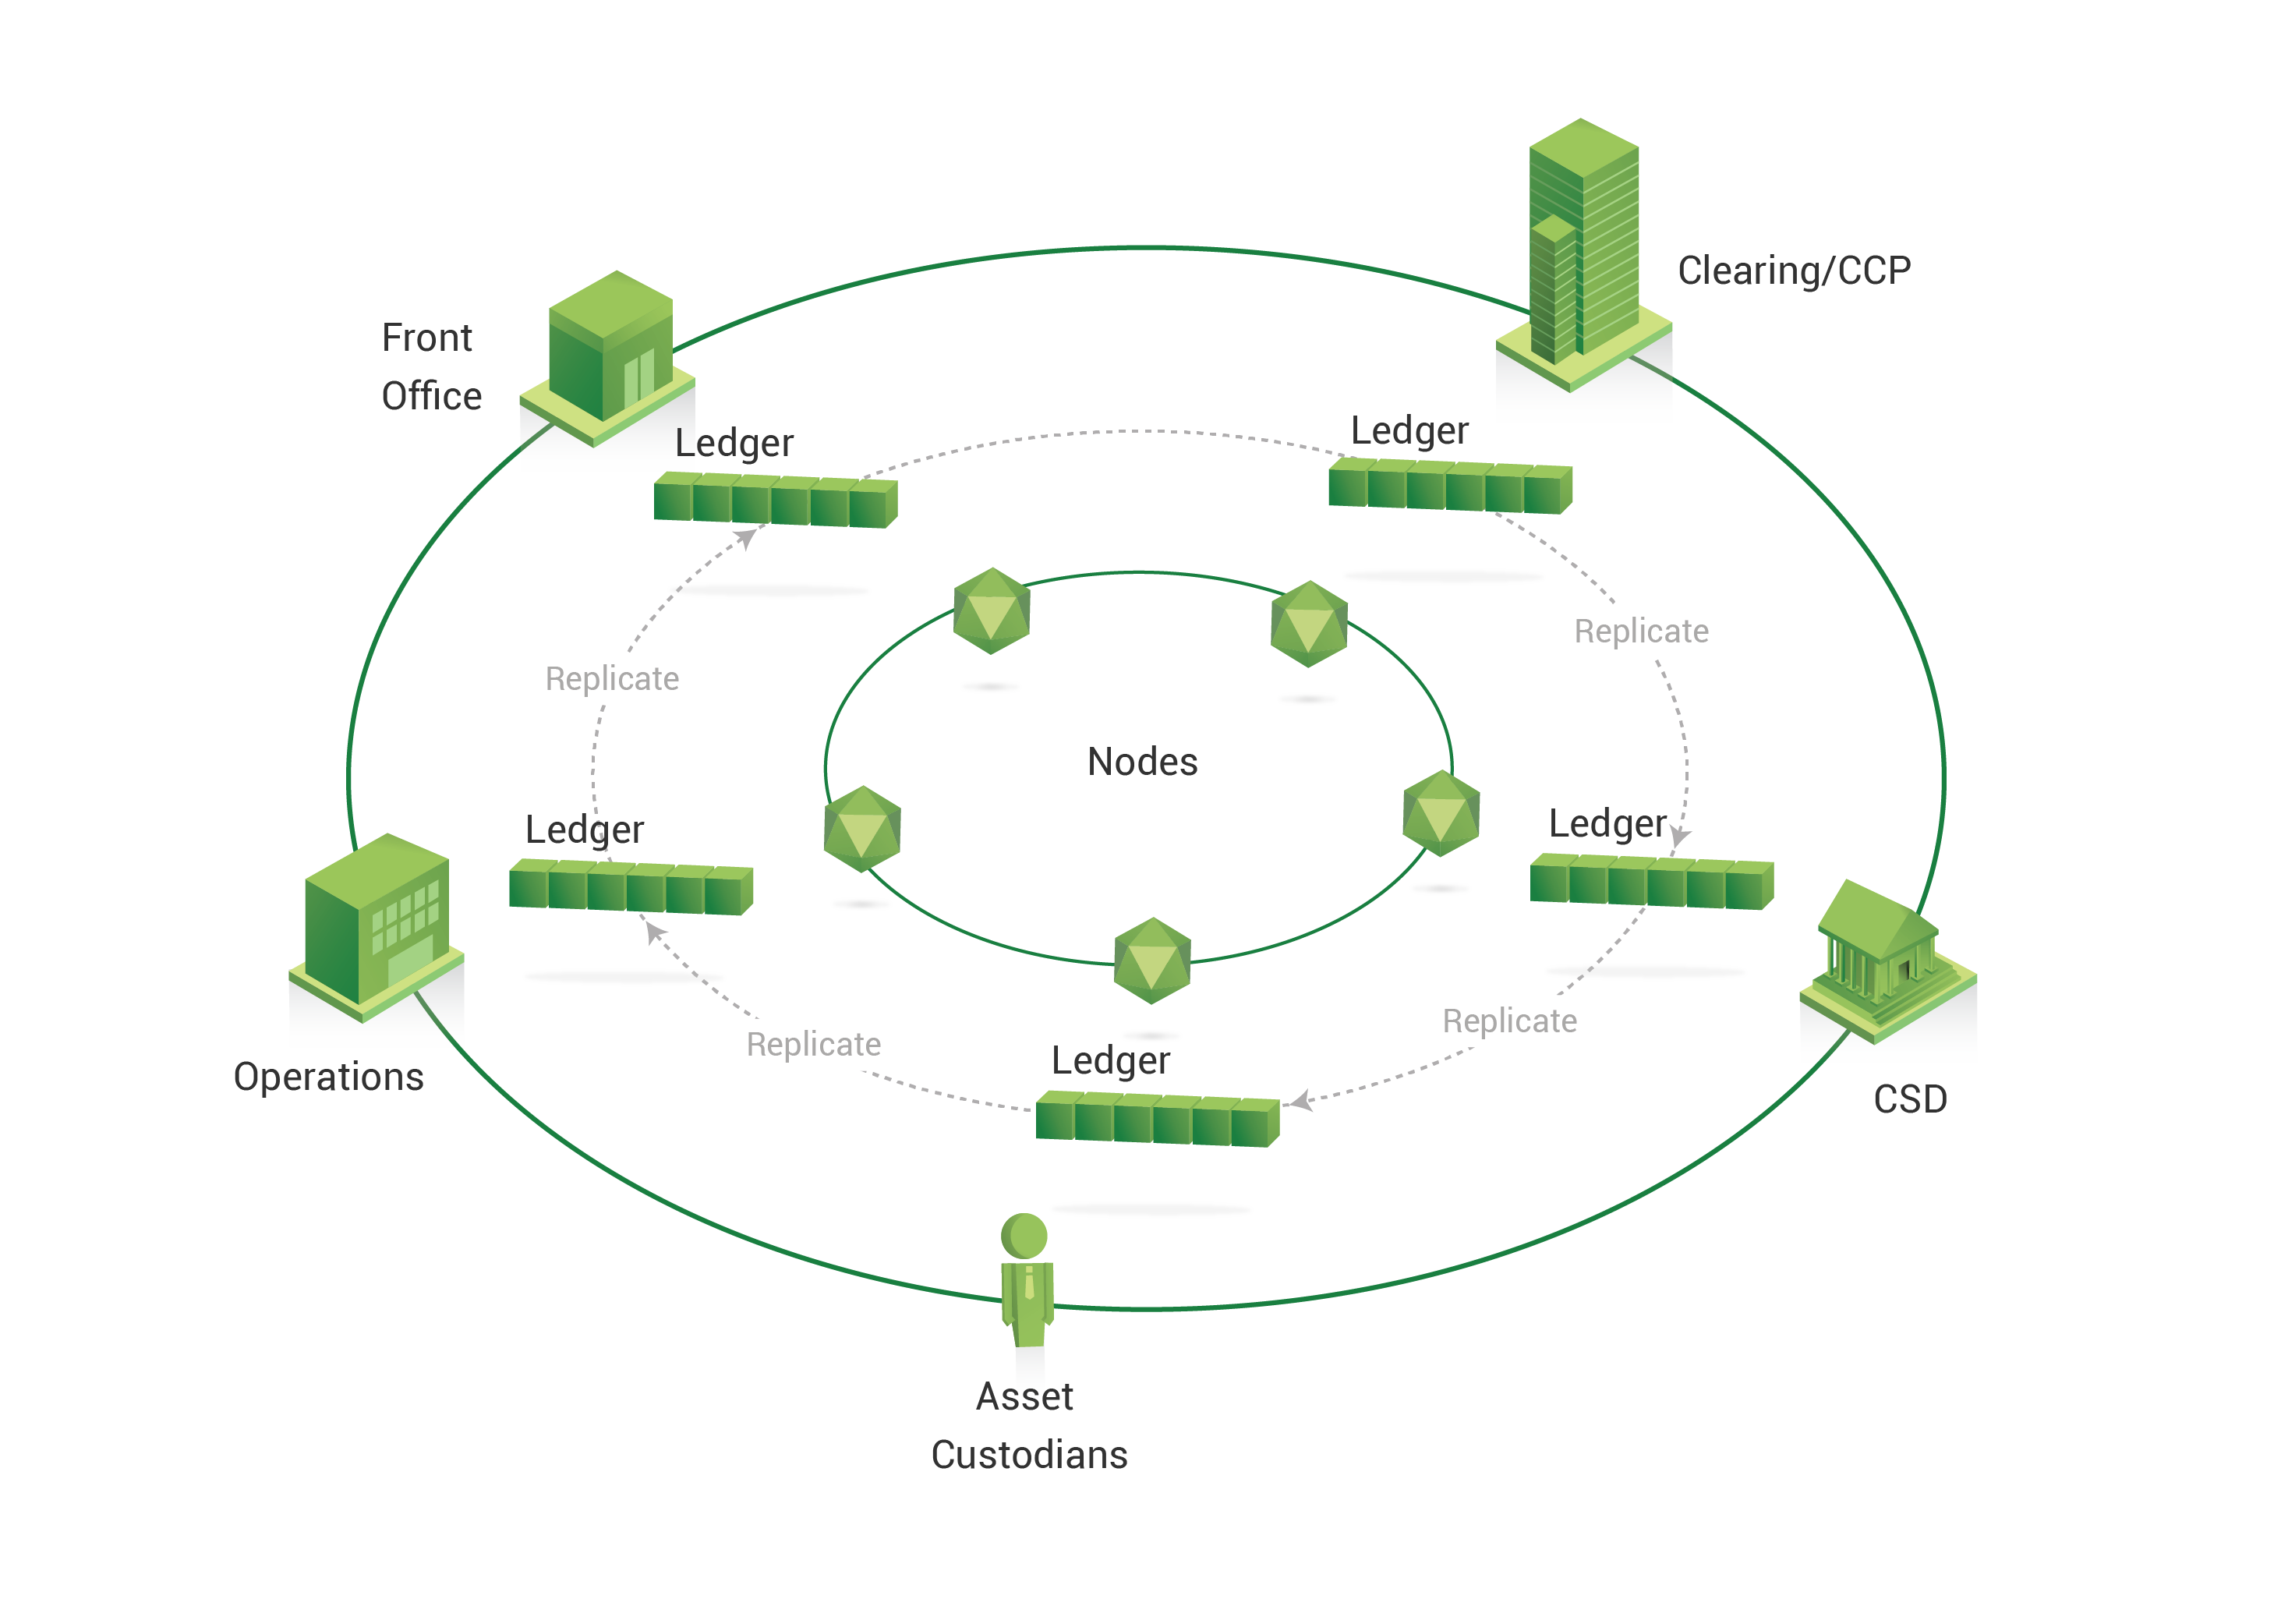 Clearing/CCP
Front
Office
Ledger
Ledger
Replicate
Replicate
Nodes
Ledger
Ledger
Replicate
Replicate
Ledger
Operations
CSD
Asset
Custodians